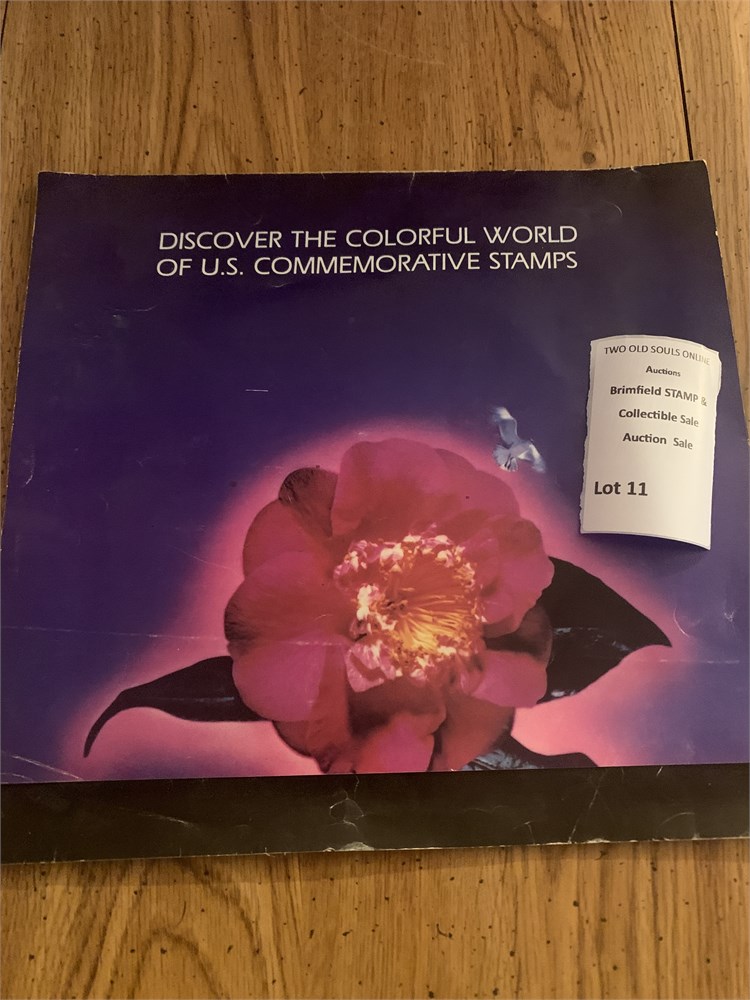 DISCOVER THE COLORFUL WORLD
OF U.S. COMMEMORATIVE STAMPS
TWO OLD SOULS ONLINE
Auctions
Brimfield STAMP &
Collectible Sale
Auction Sale
Lot 11